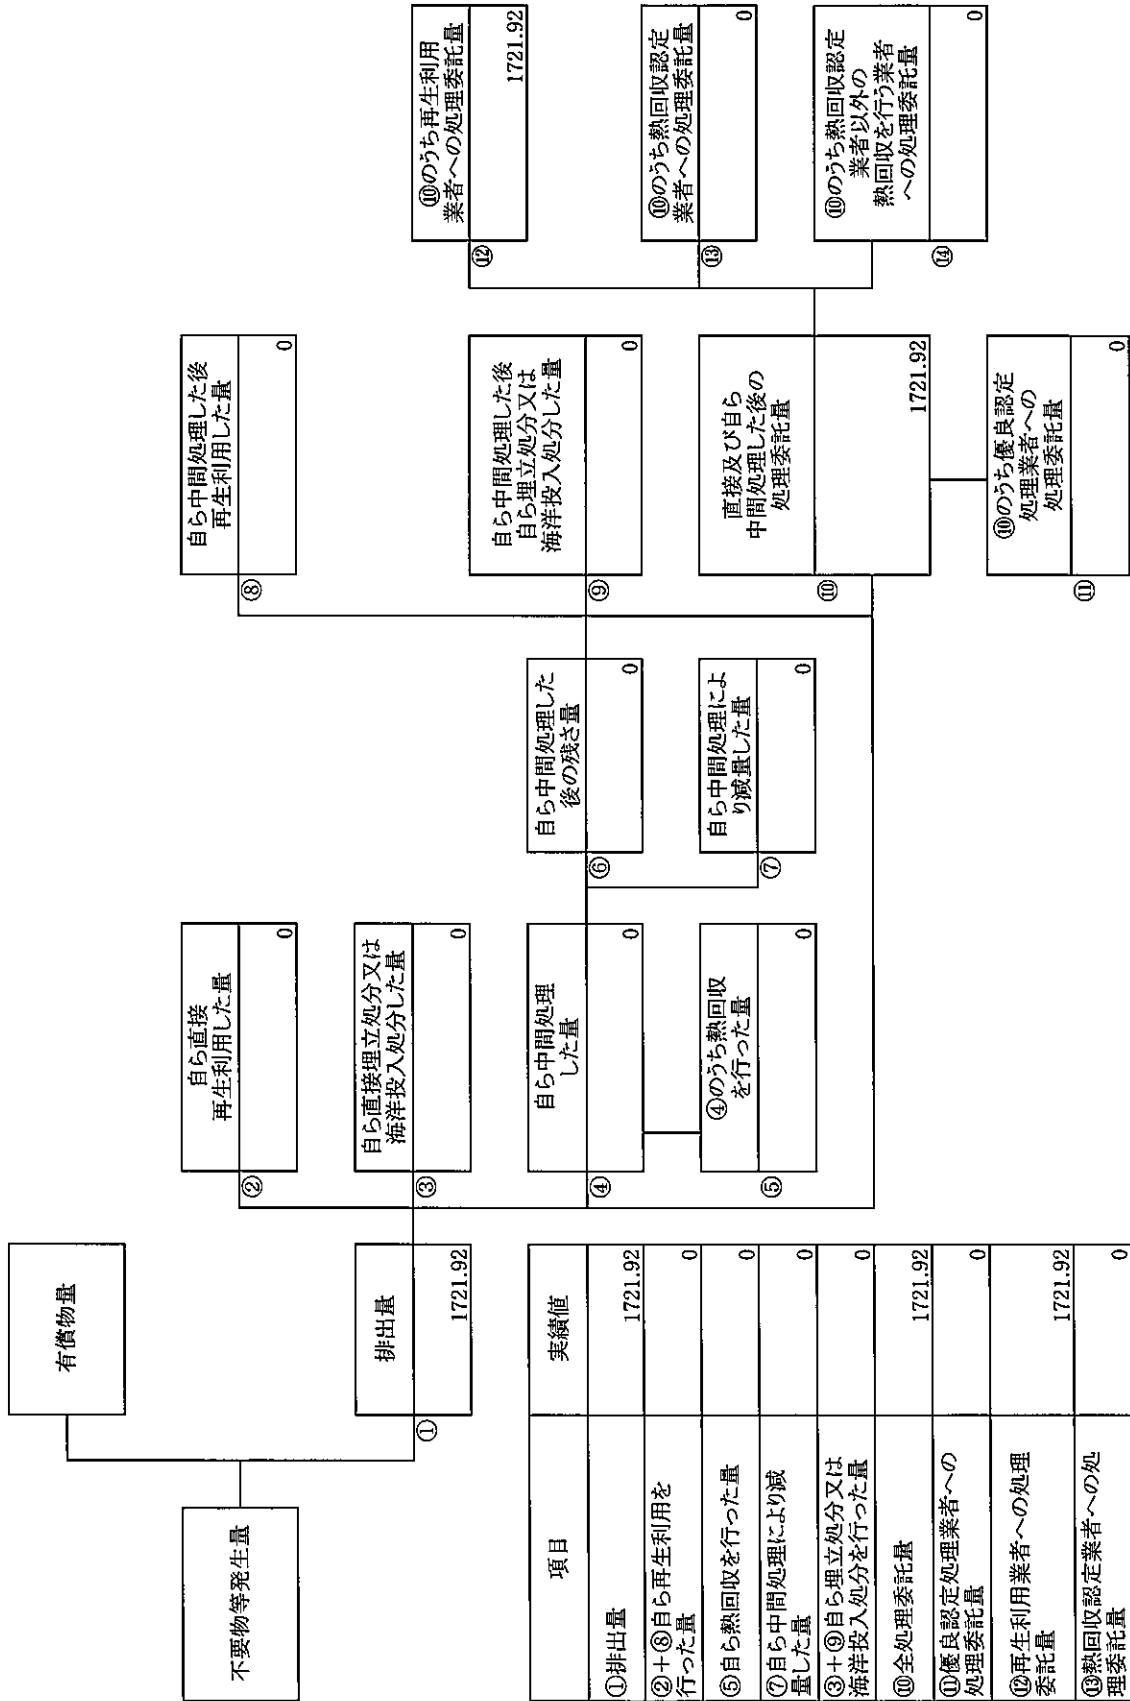 不要物等発生量
有償物量
①
排出量
1721.92
②
自ら直接
再生利用した量
0
③
自ら直接埋立処分又は
海洋投入処分した量
0
④
自ら中間処理
した量
0
⑤
④のうち熱回収
を行った量
0
⑥
自ら中間処理した
後の残さ量
0
⑦
自ら中間処理によ
り減量した量
0
⑧
自ら中間処理した後
再生利用した量
0
⑨
自ら中間処理した後
自ら埋立処分又は
海洋投入処分した量
0
⑩
直接及び自ら
中間処理した後の
処理委託量
1721.92
⑪
⑩のうち優良認定
処理業者への
処理委託量
0
⑫
⑩のうち再生利用
業者への処理委託量
1721.92
⑬
⑩のうち熱回収認定
業者への処理委託量
0
⑭
⑩のうち熱回収認定
業者以外の
熱回収を行う業者
への処理委託量
0
項目
実績値
①排出量
1721.92
②+⑧自ら再生利用を
行った量
0
⑤自ら熱回収を行った量
0
⑦自ら中間処理により減
量した量
0
③+⑨自ら埋立処分又は
海洋投入処分を行った量
0
⑩全処理委託量
1721.92
⑪優良認定処理業者への
処理委託量
0
⑫再生利用業者への処理
委託量
1721.92
⑬熱回収認定業者への処
理委託量
0